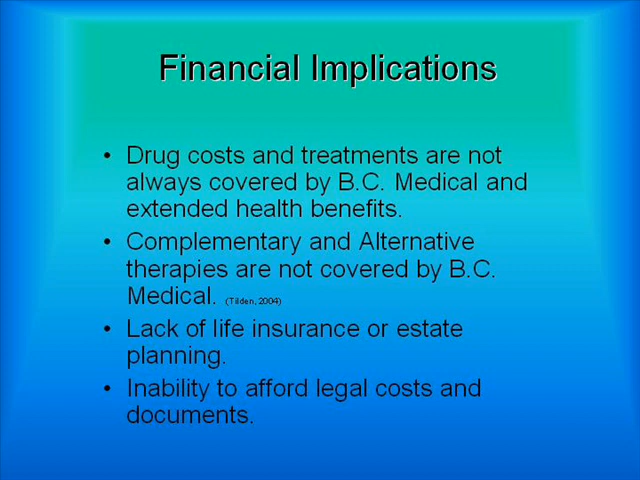 Financial Implications
• Drug costs and treatments are not
always covered by B.C. Medical and
extended health benefits.
• Complementary and Alternative
therapies are not covered by B.C.
Medical. (Tilden, 2004)
• Lack of life insurance or estate
planning.
• Inability to afford legal costs and
documents.